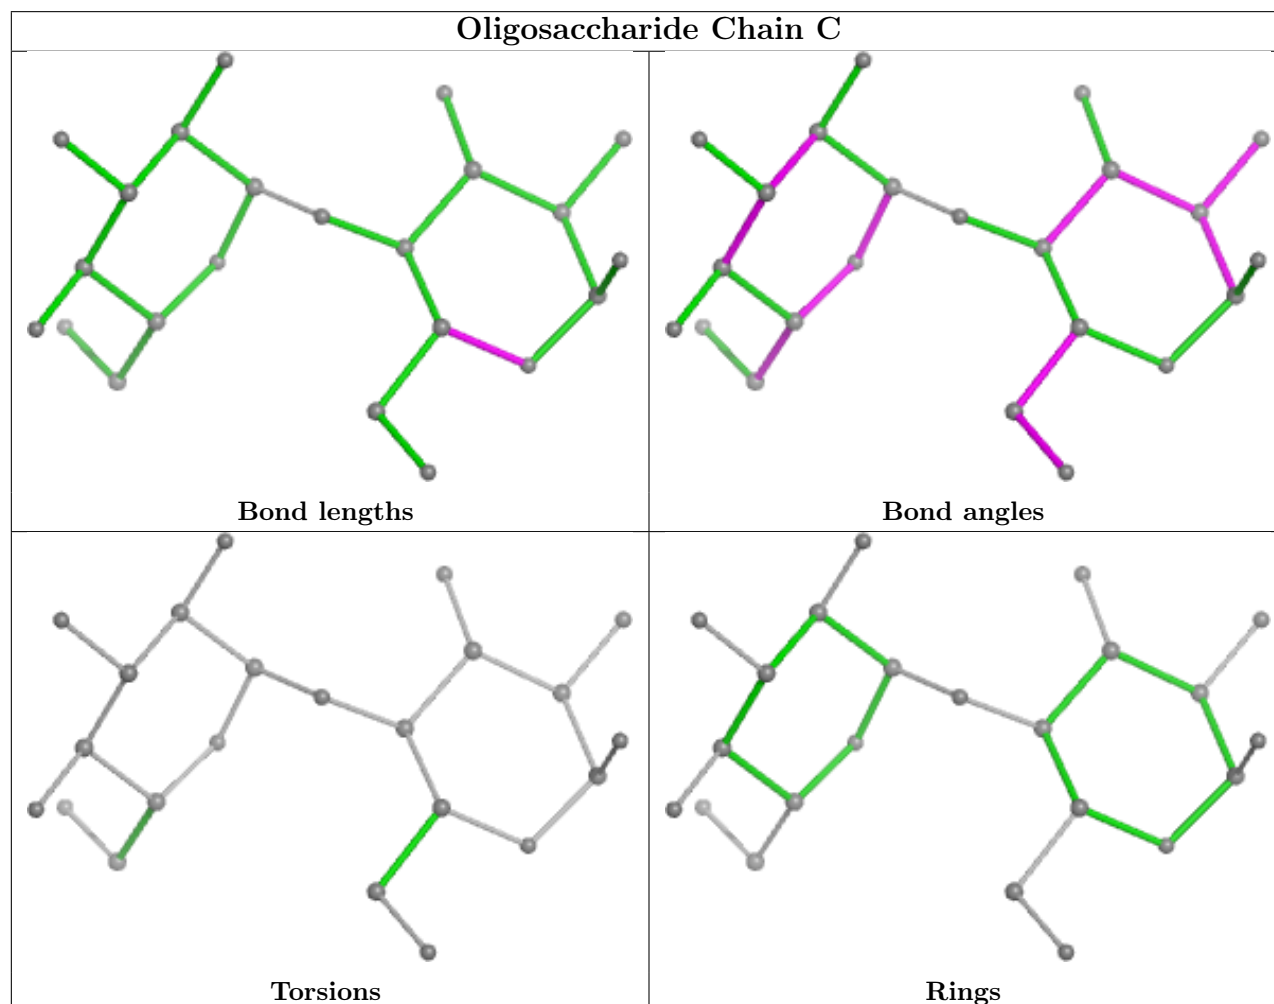 Oligosaccharide Chain C
Bond lengths
Bond angles
Torsions
Rings